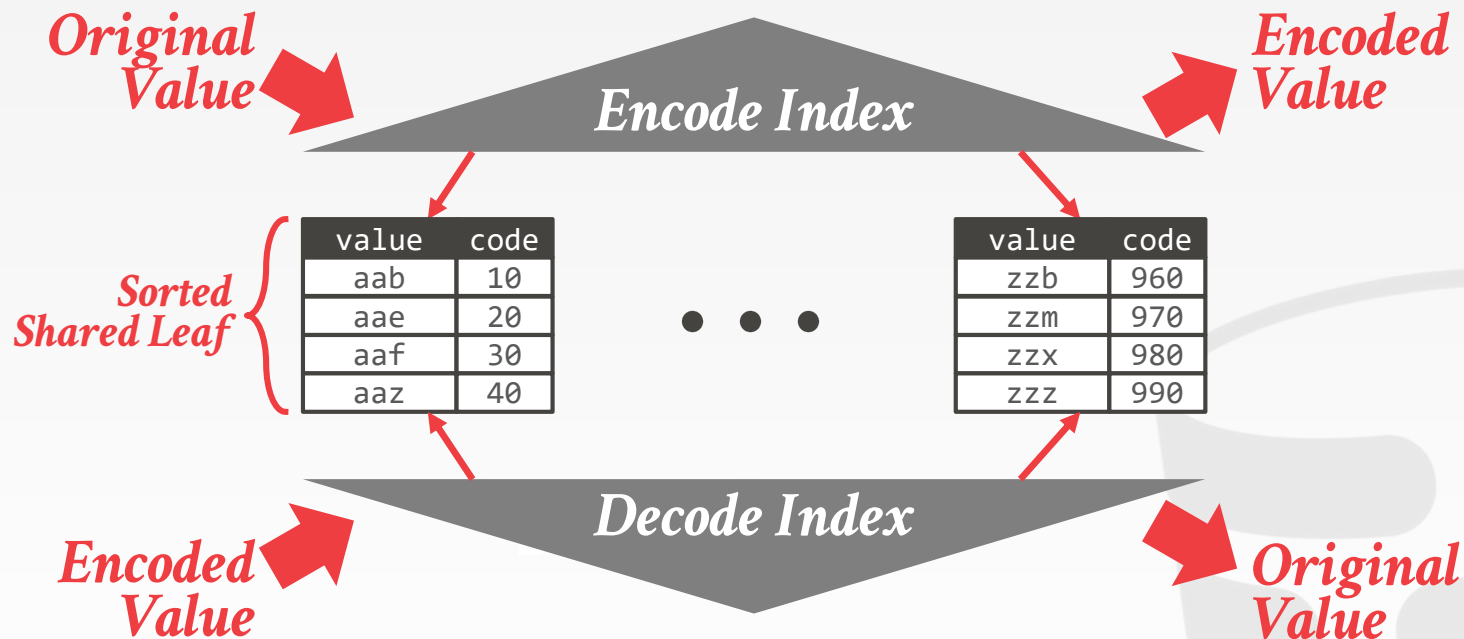 Original
Value
Encode Index
Encoded
Value
Sorted
Shared Leaf
value code
aab 10
aae 20
aaf 30
aaz 40
value code
zzb 960
zzm 970
zzx 980
zzz 990
Encoded
Value
Decode Index
Original
Value